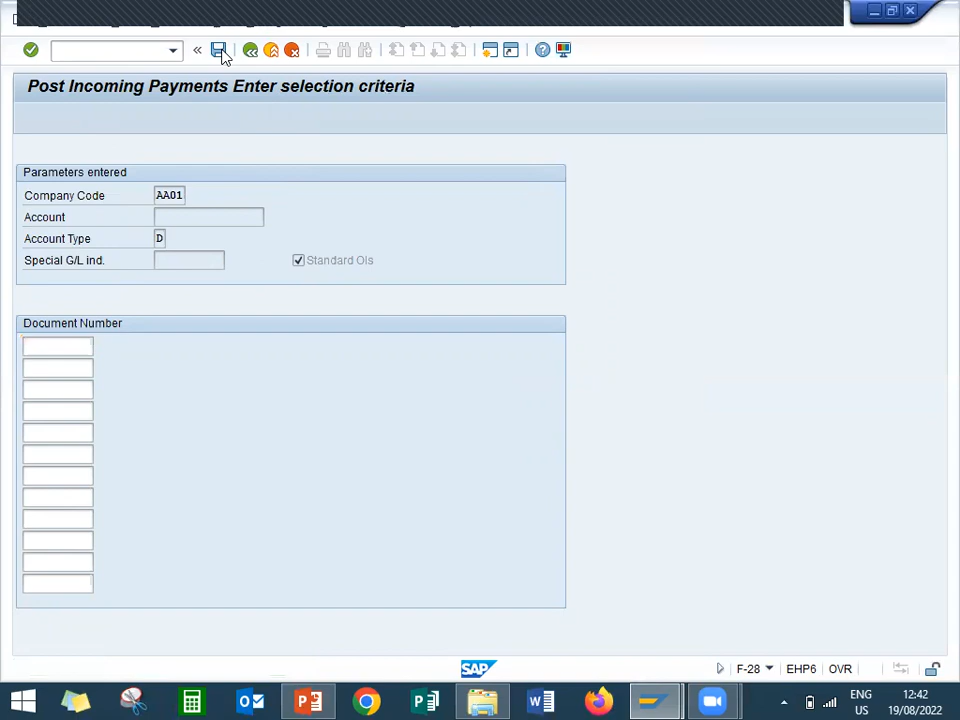 Post Incoming Payments Enter selection criteria
Parameters entered
Company Code AA01
Account
Account Type D
Special G/L ind. Standard OIs
Document Number
SAP F-28 EHP6 OVR
ENG 12:42
US 19/08/2022